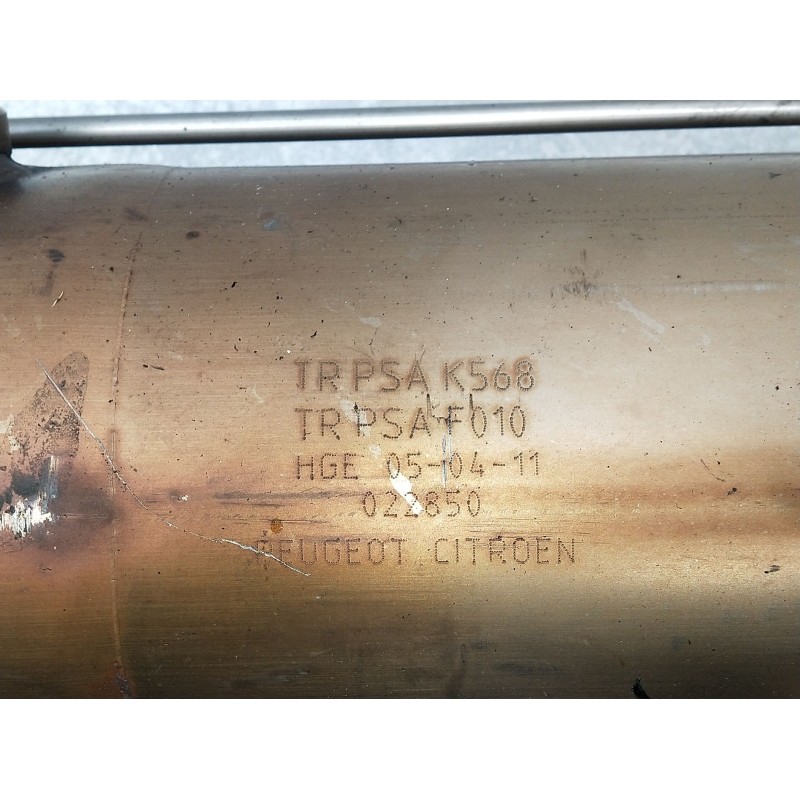 TR PSA K568
TR PSA F010
HGE 05-04-11
022850
PEUGEOT CITROEN